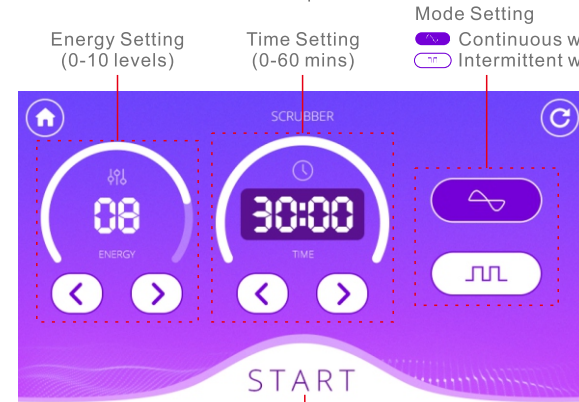 Mode Setting
Energy Setting
(0-10 levels)
Time Setting
(0-60 mins)
Continuous w
Intermittent w
SCRUBBER
08
ENERGY
30:00
TIME
START